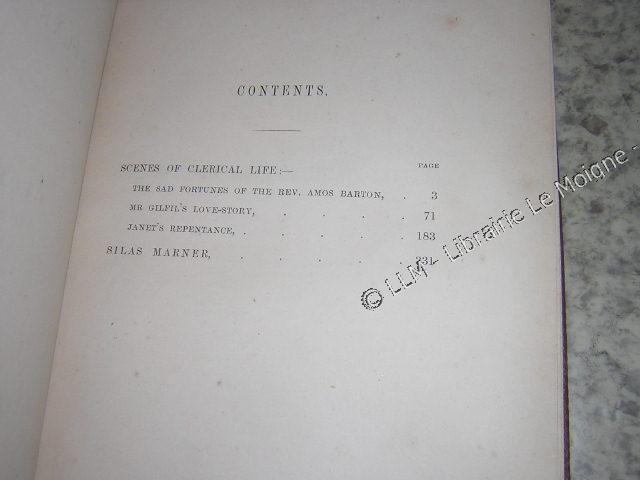 CONTENTS.
PAGE
SCENES OF CLERICAL LIFE:—
THE SAD FORTUNES OF THE REV. AMOS BARTON, . 3
MR GILFIL'S LOVE-STORY, . . . . 71
JANET'S REPENTANCE, . . . . . 183
SILAS MARNER, . . . . . 331
© LLM - Librairie Le Moigne -